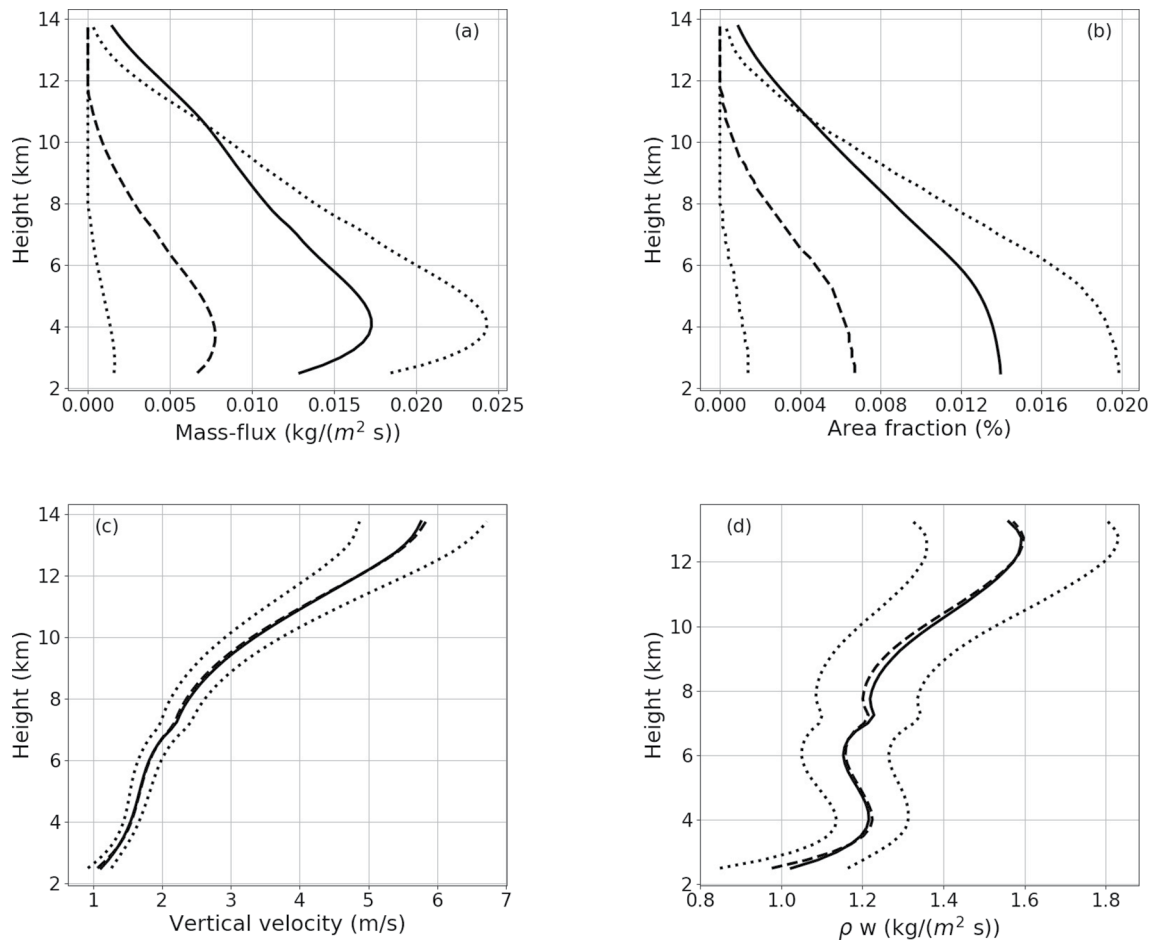 14
12
10
8
6
4
2
Height (km)
(a)
0.000 0.005 0.010 0.015 0.020 0.025
Mass-flux (kg/(m² s))
14
12
10
8
6
4
2
Height (km)
(b)
0.000 0.004 0.008 0.012 0.016 0.020
Area fraction (%)
14
12
10
8
6
4
2
Height (km)
(c)
1 2 3 4 5 6 7
Vertical velocity (m/s)
12
10
8
6
4
2
Height (km)
(d)
0.8 1.0 1.2 1.4 1.6 1.8
ρ w (kg/(m² s)